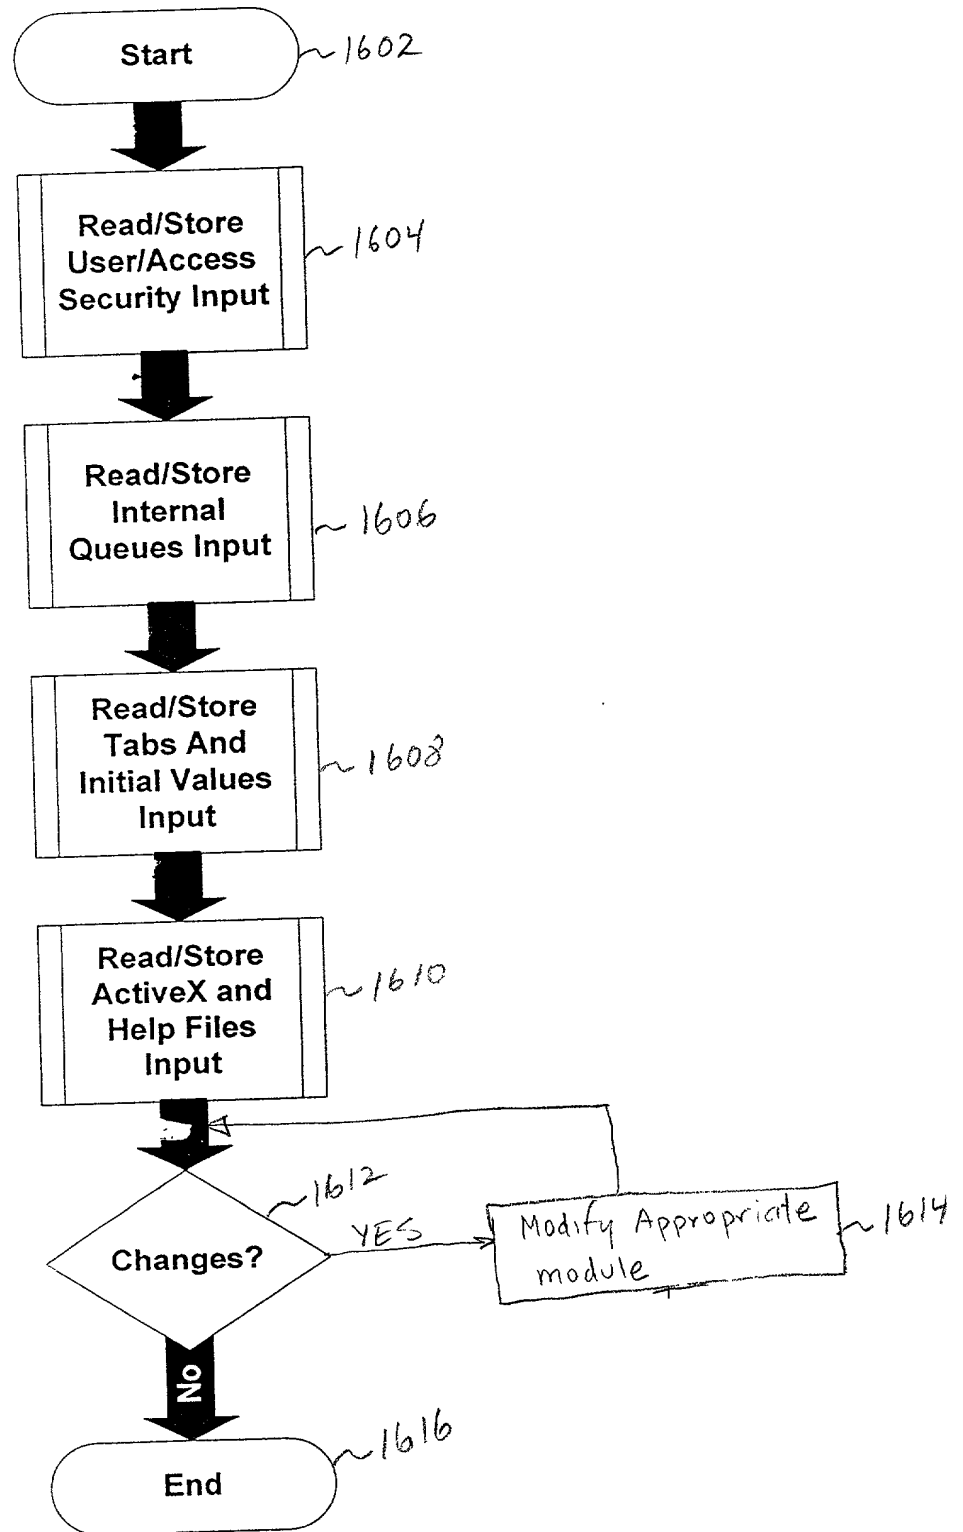 Start
1602
Read/Store
User/Access
Security Input
1604
Read/Store
Internal
Queues Input
1606
Read/Store
Tabs And
Initial Values
Input
1608
Read/Store
ActiveX and
Help Files
Input
1610
1612
Changes?
YES
Modify Appropriate
module
1614
No
End
1616